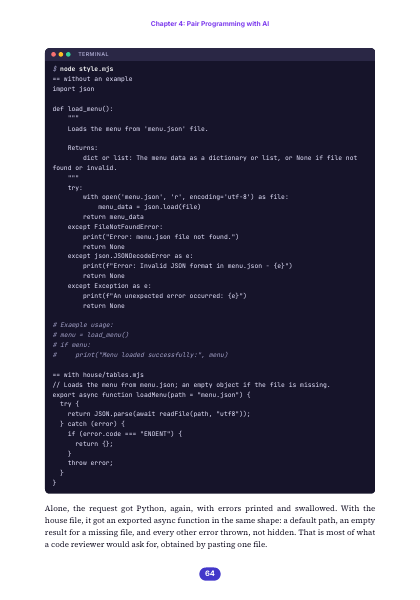 Chapter 4: Pair Programming with AI
TERMINAL
$ node style.mjs
== without an example
import json

def load_menu():
    """
    Loads the menu from 'menu.json' file.

    Returns:
        dict or list: The menu data as a dictionary or list, or None if file not
found or invalid.
    """
    try:
        with open('menu.json', 'r', encoding='utf-8') as file:
            menu_data = json.load(file)
        return menu_data
    except FileNotFoundError:
        print("Error: menu.json file not found.")
        return None
    except json.JSONDecodeError as e:
        print(f"Error: Invalid JSON format in menu.json - {e}")
        return None
    except Exception as e:
        print(f"An unexpected error occurred: {e}")
        return None

# Example usage:
# menu = load_menu()
# if menu:
#     print("Menu loaded successfully:", menu)

== with house/tables.mjs
// Loads the menu from menu.json; an empty object if the file is missing.
export async function loadMenu(path = "menu.json") {
  try {
    return JSON.parse(await readFile(path, "utf8"));
  } catch (error) {
    if (error.code === "ENOENT") {
      return {};
    }
    throw error;
  }
}
Alone, the request got Python, again, with errors printed and swallowed. With the
house file, it got an exported async function in the same shape: a default path, an empty
result for a missing file, and every other error thrown, not hidden. That is most of what
a code reviewer would ask for, obtained by pasting one file.
64